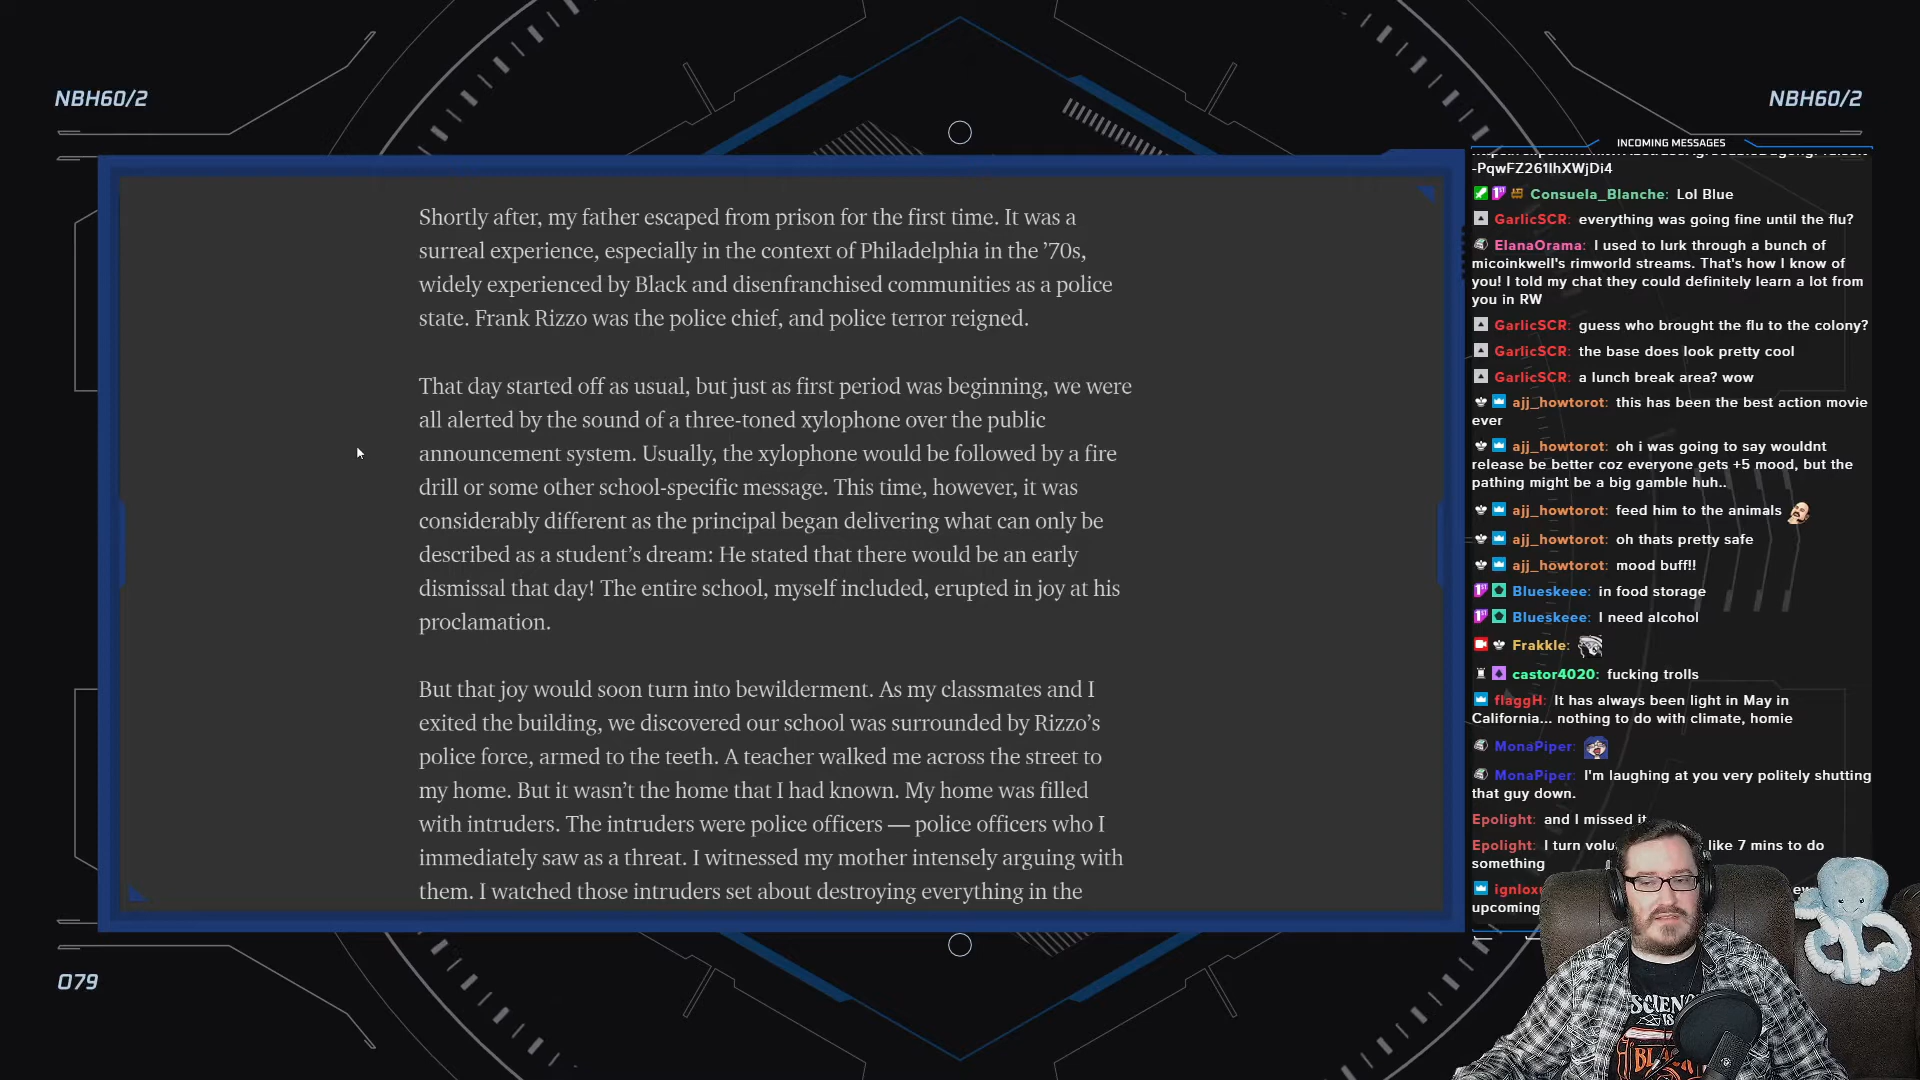 NBH60/2
NBH60/2
Shortly after, my father escaped from prison for the first time. It was a
surreal experience, especially in the context of Philadelphia in the ’70s,
widely experienced by Black and disenfranchised communities as a police
state. Frank Rizzo was the police chief, and police terror reigned.
That day started off as usual, but just as first period was beginning, we were
all alerted by the sound of a three-toned xylophone over the public
announcement system. Usually, the xylophone would be followed by a fire
drill or some other school-specific message. This time, however, it was
considerably different as the principal began delivering what can only be
described as a student’s dream: He stated that there would be an early
dismissal that day! The entire school, myself included, erupted in joy at his
proclamation.
But that joy would soon turn into bewilderment. As my classmates and I
exited the building, we discovered our school was surrounded by Rizzo’s
police force, armed to the teeth. A teacher walked me across the street to
my home. But it wasn’t the home that I had known. My home was filled
with intruders. The intruders were police officers — police officers who I
immediately saw as a threat. I witnessed my mother intensely arguing with
them. I watched those intruders set about destroying everything in the
INCOMING MESSAGES
-PqwFZ261IhXWjDi4
Consuela_Blanche: Lol Blue
GarlicSCR: everything was going fine until the flu?
ElanaOrama: I used to lurk through a bunch of
micoinkwell's rimworld streams. That's how I know of
you! I told my chat they could definitely learn a lot from
you in RW
GarlicSCR: guess who brought the flu to the colony?
GarlicSCR: the base does look pretty cool
GarlicSCR: a lunch break area? wow
ajj_howtorot: this has been the best action movie
ever
ajj_howtorot: oh i was going to say wouldnt
release be better coz everyone gets +5 mood, but the
pathing might be a big gamble huh..
ajj_howtorot: feed him to the animals
ajj_howtorot: oh thats pretty safe
ajj_howtorot: mood buff!!
Blueskeee: in food storage
Blueskeee: I need alcohol
Frakkle:
castor4020: fucking trolls
flaggH: It has always been light in May in
California... nothing to do with climate, homie
MonaPiper:
MonaPiper: I'm laughing at you very politely shutting
that guy down.
Epolight: and I missed it
Epolight: I turn like 7 mins to do
something
upcoming
079
SCIENC
IS